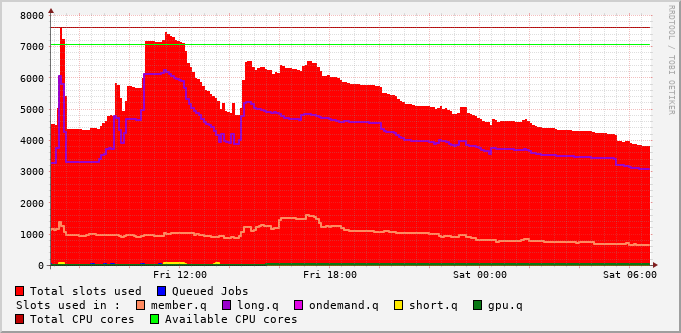 8000
7000
6000
5000
4000
3000
2000
1000
0
Fri 12:00 Fri 18:00 Sat 00:00 Sat 06:00
RRDTOOL / TOBI OETIKER
Total slots used Queued Jobs
Slots used in : member.q long.q ondemand.q short.q gpu.q
Total CPU cores Available CPU cores